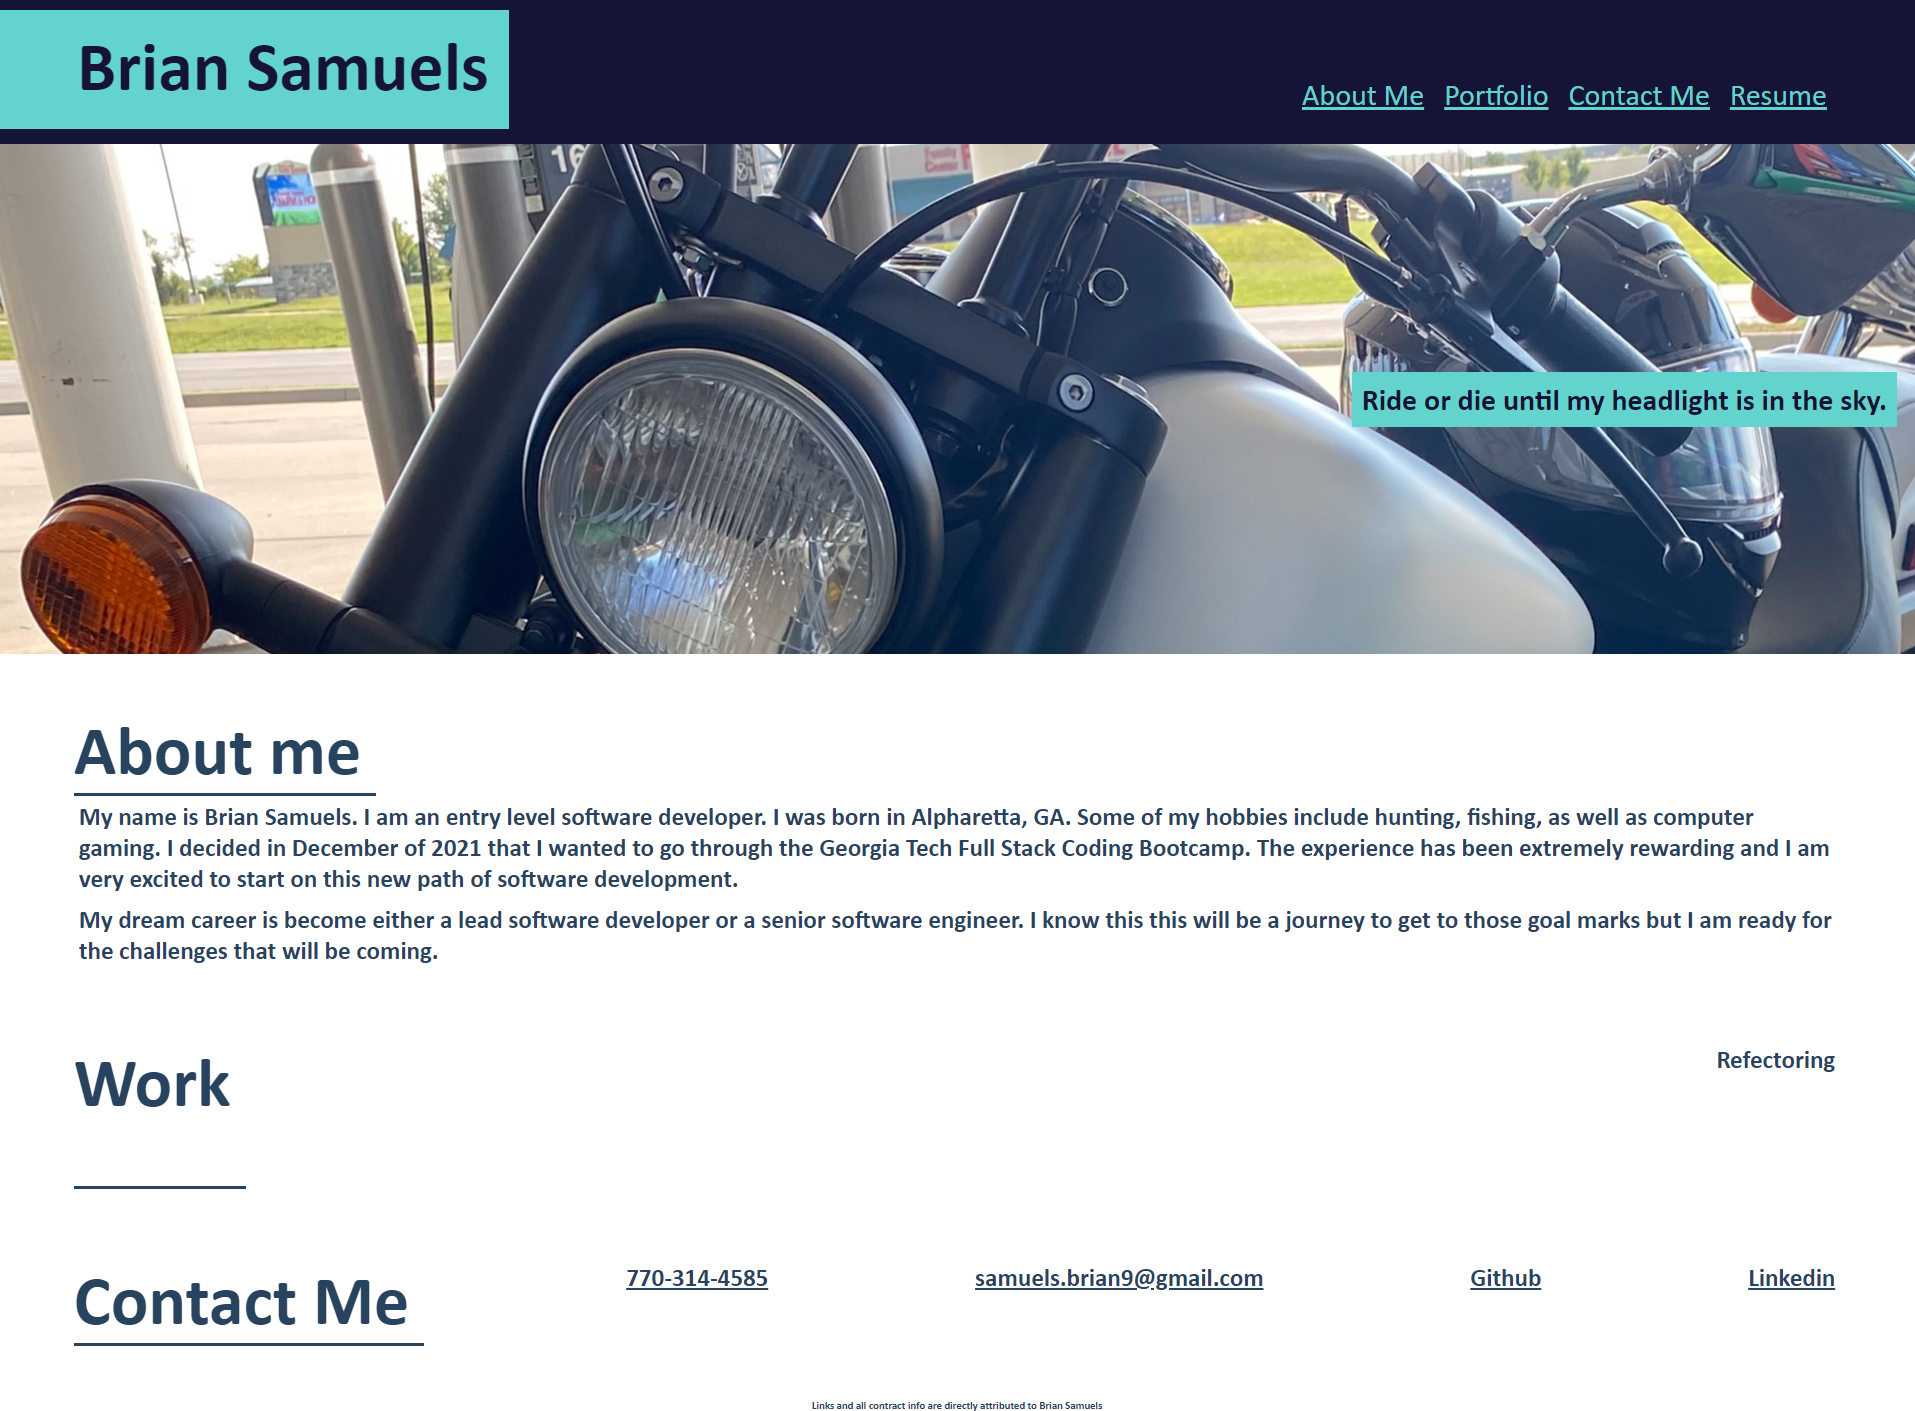 Brian Samuels
About Me Portfolio Contact Me Resume
16
Ride or die until my headlight is in the sky.
About me
My name is Brian Samuels. I am an entry level software developer. I was born in Alpharetta, GA. Some of my hobbies include hunting, fishing, as well as computer
gaming. I decided in December of 2021 that I wanted to go through the Georgia Tech Full Stack Coding Bootcamp. The experience has been extremely rewarding and I am
very excited to start on this new path of software development.
My dream career is become either a lead software developer or a senior software engineer. I know this this will be a journey to get to those goal marks but I am ready for
the challenges that will be coming.
Work
Refectoring
Contact Me
770-314-4585 samuels.brian9@gmail.com Github Linkedin
Links and all contract info are directly attributed to Brian Samuels